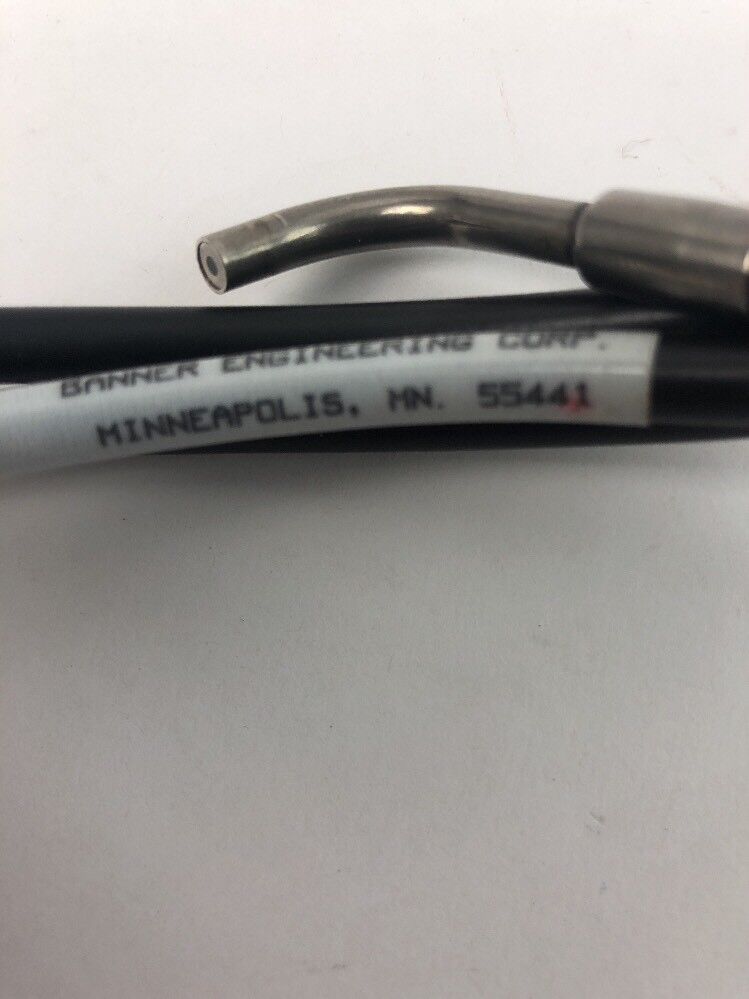 BANNER ENGINEERING CORP.
MINNEAPOLIS, MN. 55441